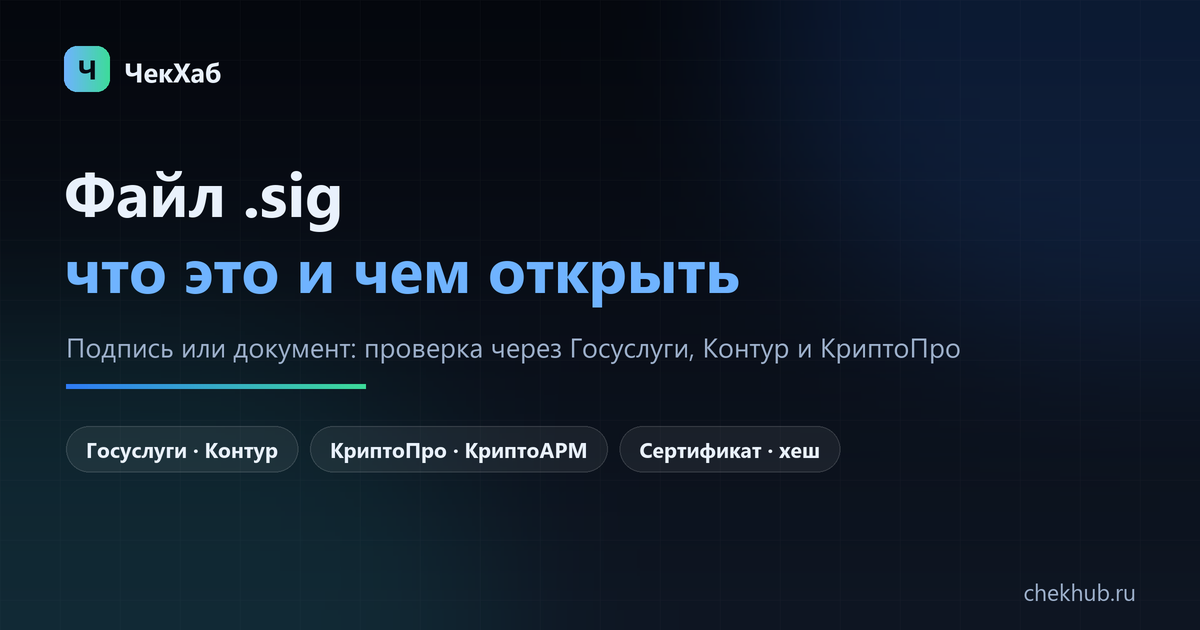 Ч ЧекХаб
Файл .sig
что это и чем открыть
Подпись или документ: проверка через Госуслуги, Контур и КриптоПро
Госуслуги · Контур КриптоПро · КриптоАРМ Сертификат · хеш
chekhub.ru